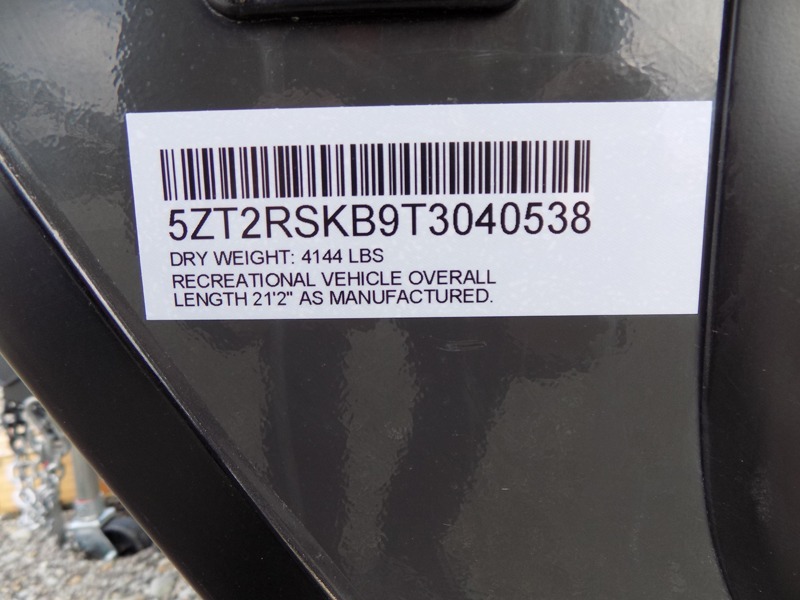 5ZT2RSKB9T3040538
DRY WEIGHT: 4144 LBS
RECREATIONAL VEHICLE OVERALL
LENGTH 21'2" AS MANUFACTURED.